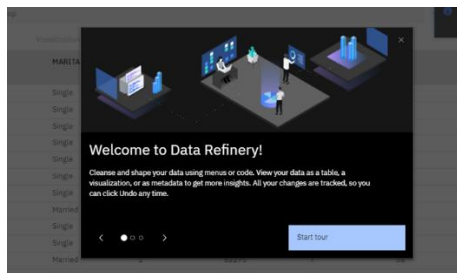 MARITA
Single
Single
Single
Single
Single
Single
Single
Married
Single
Single
Married
Welcome to Data Refinery!
Cleanse and shape your data using menus or code. View your data as a table, a
visualization, or as metadata to get more insights. All your changes are tracked, so you
can click Undo any time.
Start tour